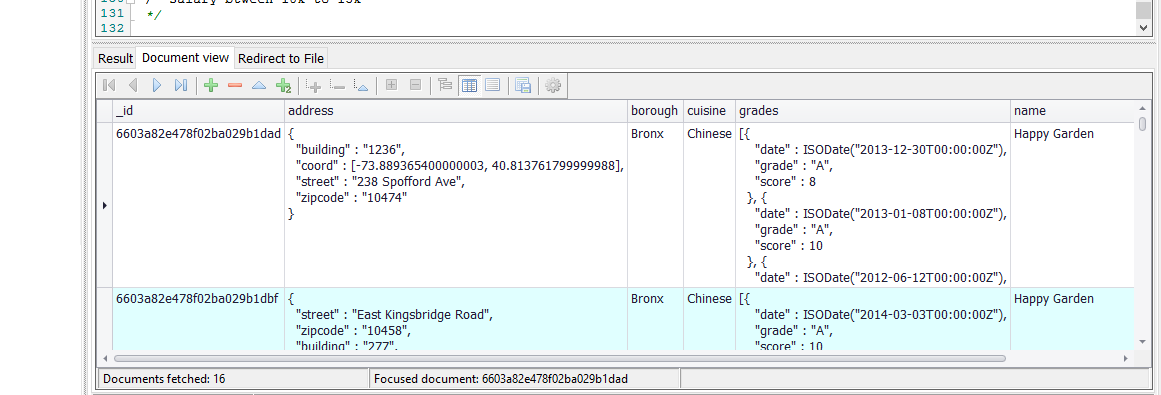 131 */
132
Result Document view Redirect to File
_id address borough cuisine grades name
6603a82e478f02ba029b1dad { Bronx Chinese [{ Happy Garden
"building" : "1236", "date" : ISODate("2013-12-30T00:00:00Z"),
"coord" : [-73.889365400000003, 40.813761799999988], "grade" : "A",
"street" : "238 Spofford Ave", "score" : 8
"zipcode" : "10474" }, {
} "date" : ISODate("2013-01-08T00:00:00Z"),
"grade" : "A",
"score" : 10
}, {
"date" : ISODate("2012-06-12T00:00:00Z"),
6603a82e478f02ba029b1dbf { Bronx Chinese [{ Happy Garden
"street" : "East Kingsbridge Road", "date" : ISODate("2014-03-03T00:00:00Z"),
"zipcode" : "10458", "grade" : "A",
"building" : "277", "score" : 10
Documents fetched: 16 Focused document: 6603a82e478f02ba029b1dad